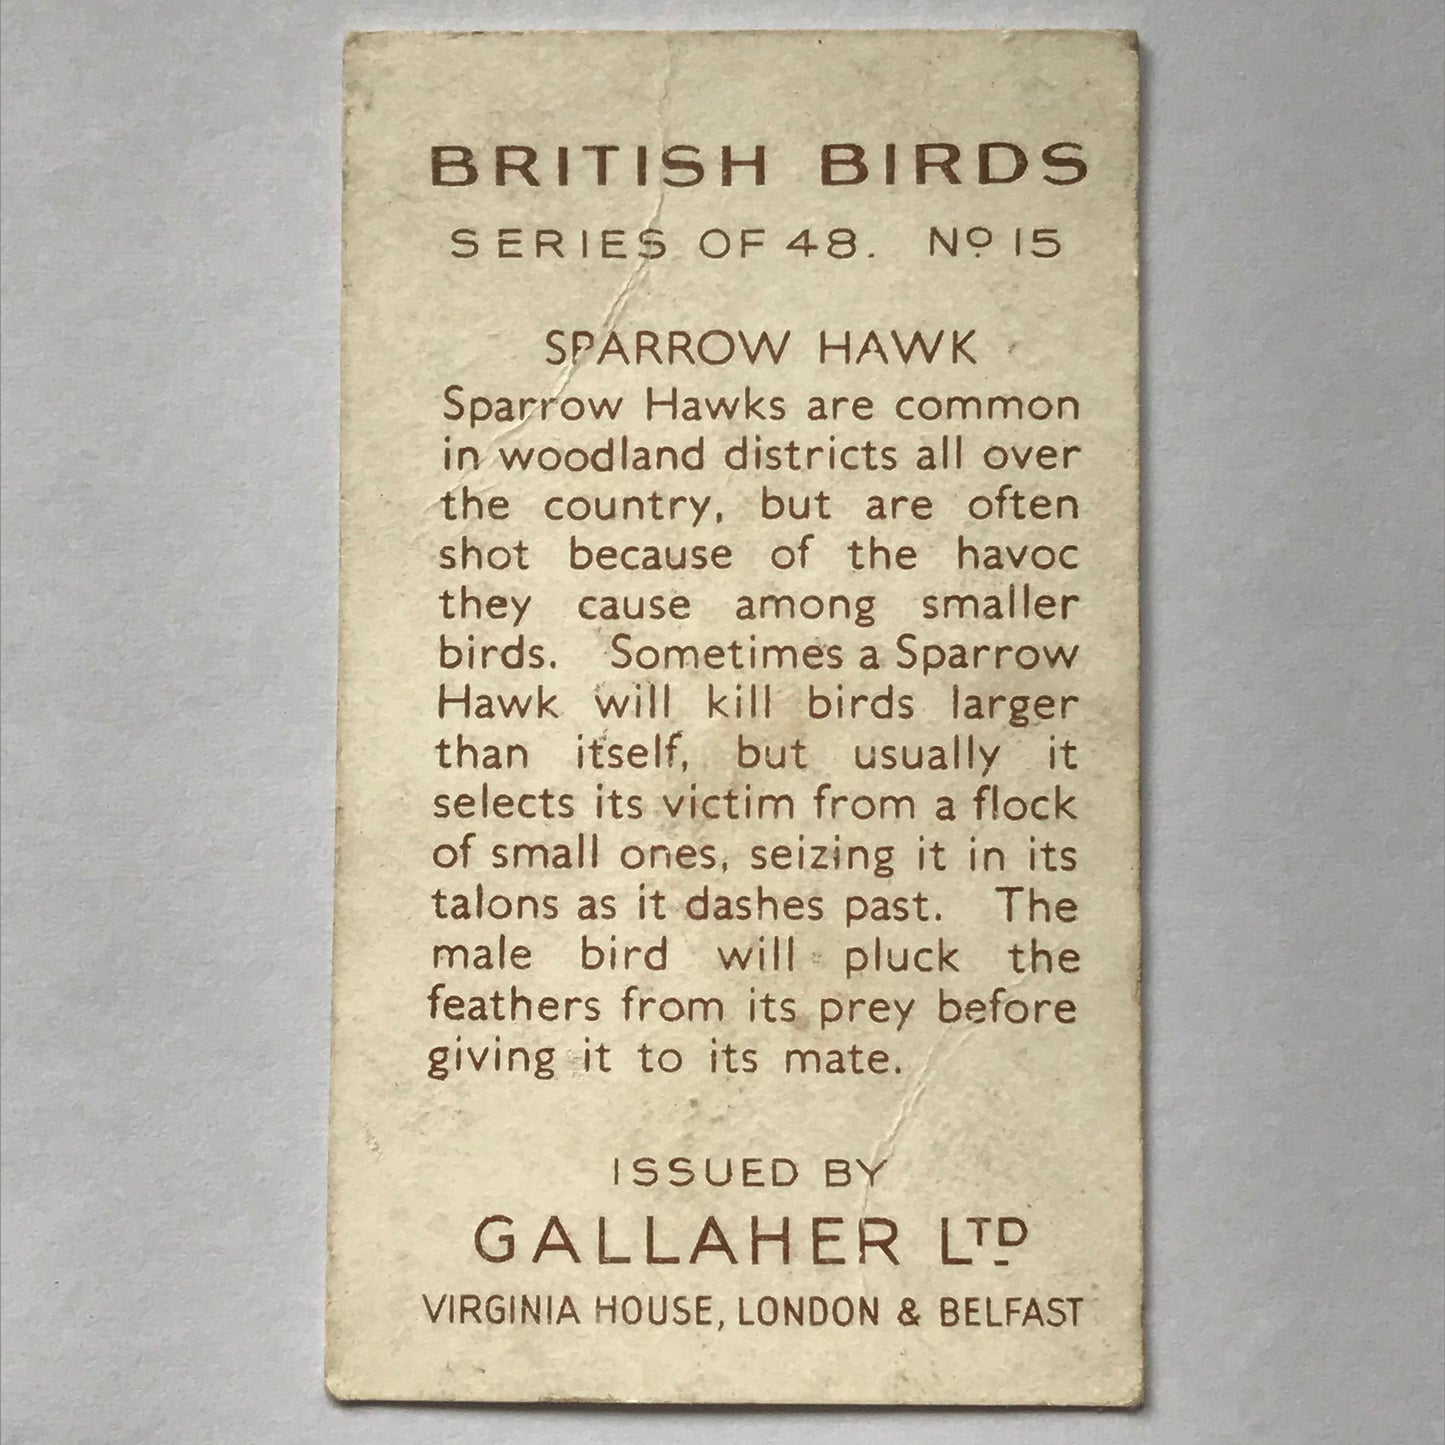 BRITISH BIRDS
SERIES OF 48. Nº 15
SPARROW HAWK
Sparrow Hawks are common
in woodland districts all over
the country, but are often
shot because of the havoc
they cause among smaller
birds. Sometimes a Sparrow
Hawk will kill birds larger
than itself, but usually it
selects its victim from a flock
of small ones, seizing it in its
talons as it dashes past. The
male bird will pluck the
feathers from its prey before
giving it to its mate.
ISSUED BY
GALLAHER LTD
VIRGINIA HOUSE, LONDON & BELFAST